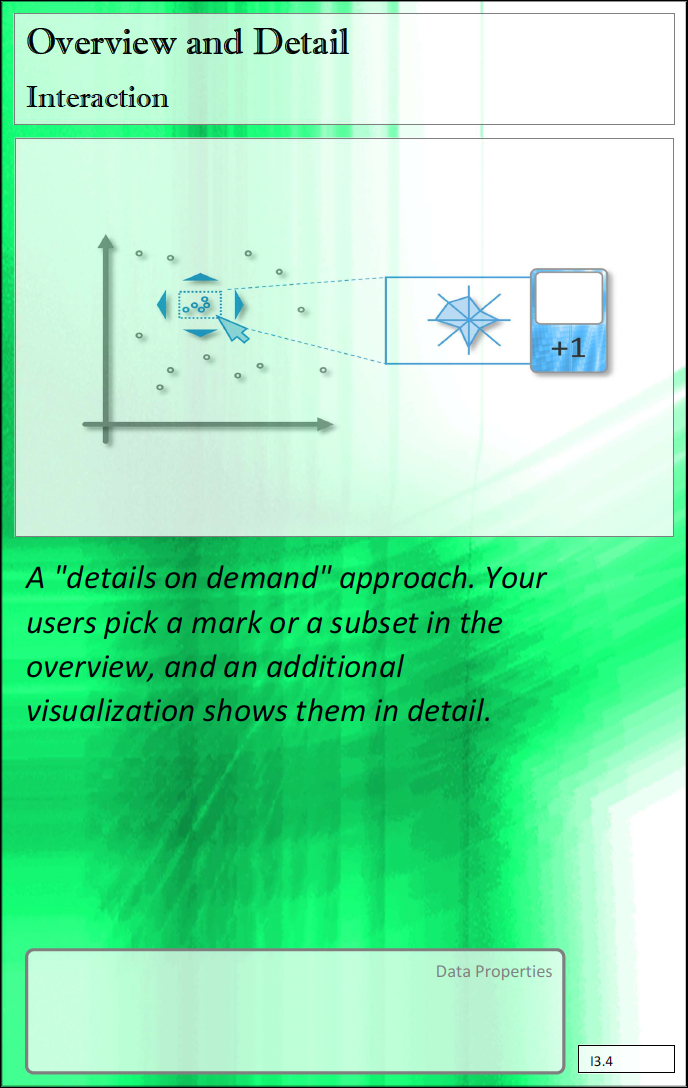 Overview and Detail
Interaction
+1
A "details on demand" approach. Your
users pick a mark or a subset in the
overview, and an additional
visualization shows them in detail.
Data Properties
I3.4